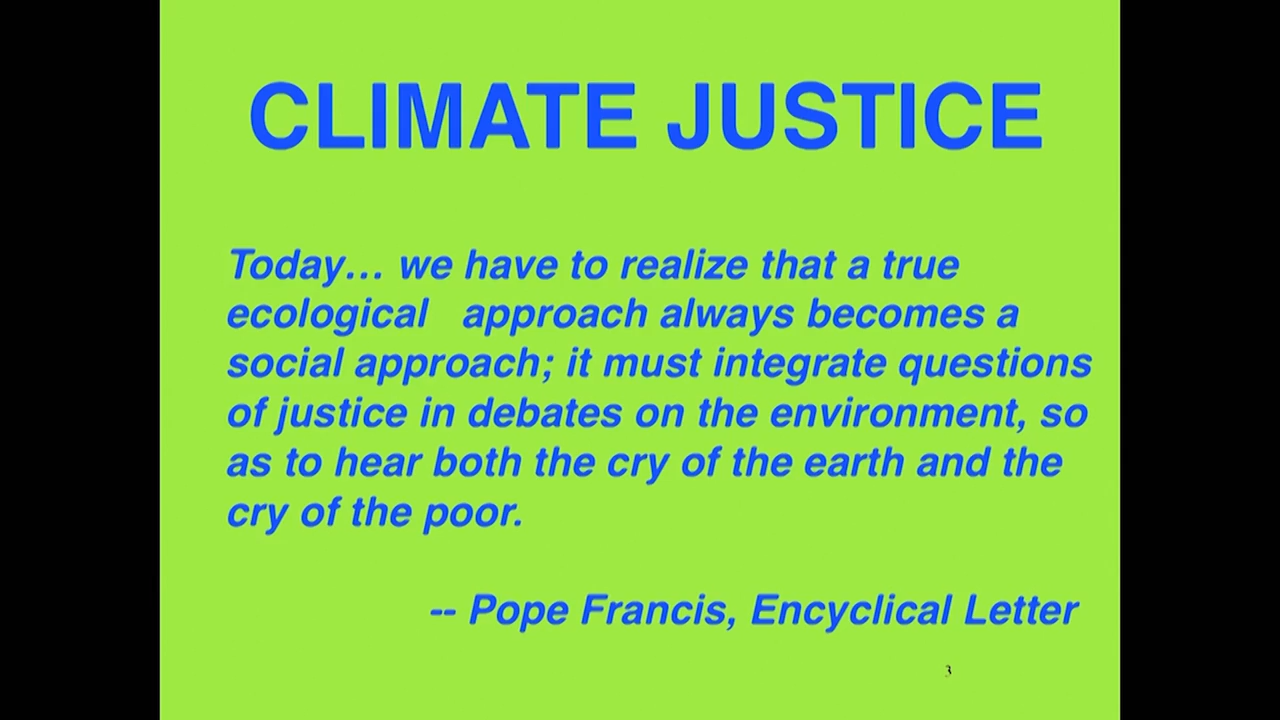 CLIMATE JUSTICE
Today… we have to realize that a true
ecological   approach always becomes a
social approach; it must integrate questions
of justice in debates on the environment, so
as to hear both the cry of the earth and the
cry of the poor.
-- Pope Francis, Encyclical Letter
3